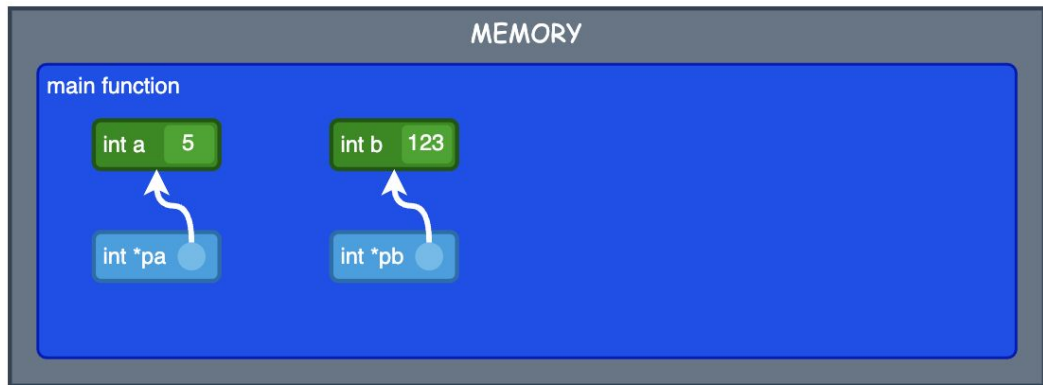 MEMORY
main function
int a 5
int b 123
int *pa
int *pb